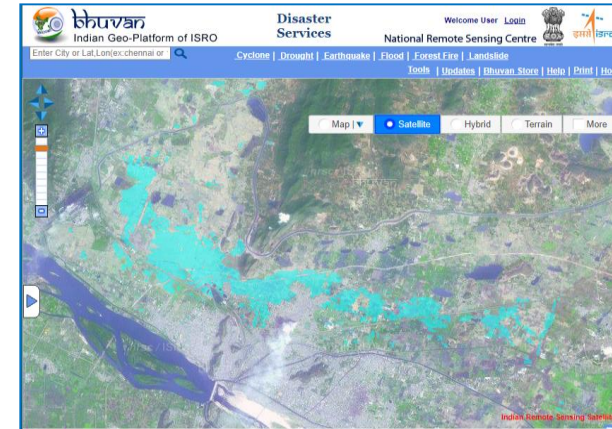 bhuvan
Indian Geo-Platform of ISRO
Disaster
Services
Welcome User Login
National Remote Sensing Centre
Enter City or Lat,Lon(ex:chennai or
Cyclone | Drought | Earthquake | Flood | Forest Fire | Landslide
Tools | Updates | Bhuvan Store | Help | Print | Ho
Map | Satellite Hybrid Terrain More
Indian Remote Sensing Satellit